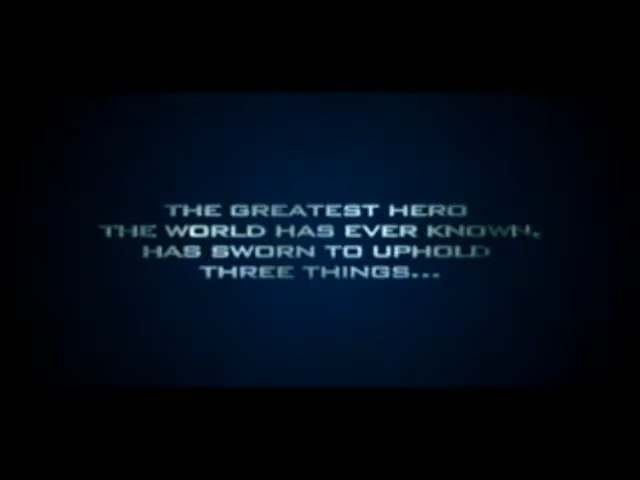 THE GREATEST HERO
THE WORLD HAS EVER KNOWN,
HAS SWORN TO UPHOLD
THREE THINGS...